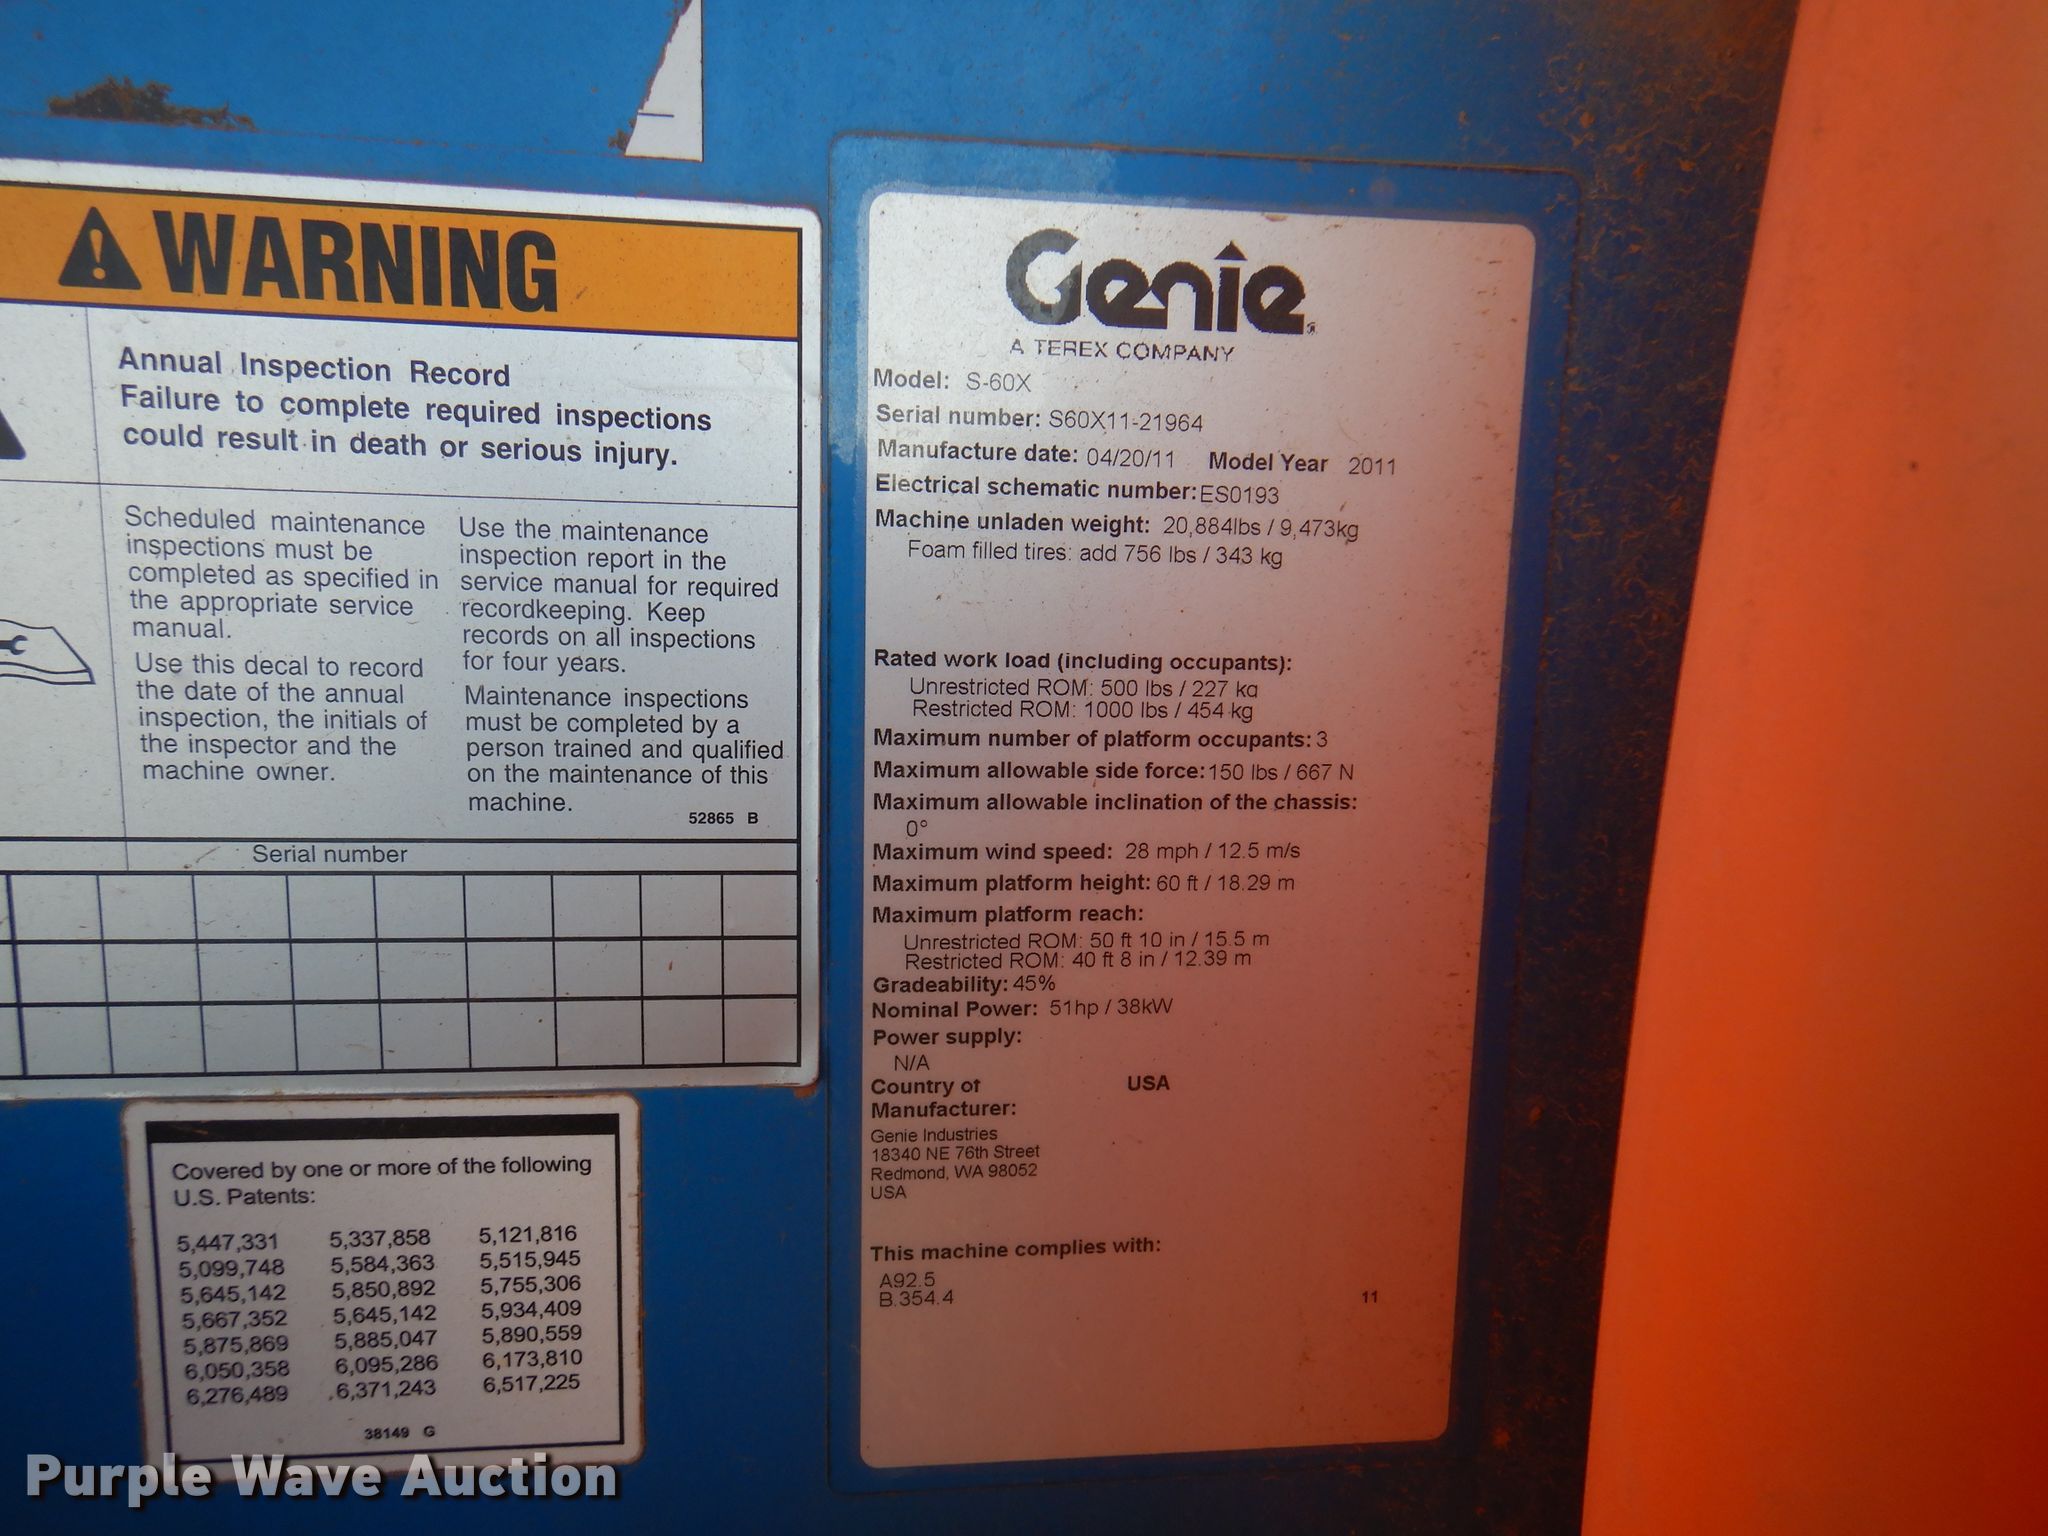 WARNING
Annual Inspection Record
Failure to complete required inspections
could result in death or serious injury.
Scheduled maintenance
inspections must be
completed as specified in
the appropriate service
manual.
Use this decal to record
the date of the annual
inspection, the initials of
the inspector and the
machine owner.
Use the maintenance
inspection report in the
service manual for required
recordkeeping. Keep
records on all inspections
for four years.
Maintenance inspections
must be completed by a
person trained and qualified
on the maintenance of this
machine.
52865 B
Serial number
Covered by one or more of the following
U.S. Patents:
5,447,331 5,337,858 5,121,816
5,099,748 5,584,363 5,515,945
5,645,142 5,850,892 5,755,306
5,667,352 5,645,142 5,934,409
5,875,869 5,885,047 5,890,559
6,050,358 6,095,286 6,173,810
6,276,489 6,371,243 6,517,225
38149 G
Genie
A TEREX COMPANY
Model: S-60X
Serial number: S60X11-21964
Manufacture date: 04/20/11 Model Year 2011
Electrical schematic number: ES0193
Machine unladen weight: 20,884lbs / 9,473kg
Foam filled tires: add 756 lbs / 343 kg
Rated work load (including occupants):
Unrestricted ROM: 500 lbs / 227 kg
Restricted ROM: 1000 lbs / 454 kg
Maximum number of platform occupants: 3
Maximum allowable side force: 150 lbs / 667 N
Maximum allowable inclination of the chassis:
0°
Maximum wind speed: 28 mph / 12.5 m/s
Maximum platform height: 60 ft / 18.29 m
Maximum platform reach:
Unrestricted ROM: 50 ft 10 in / 15.5 m
Restricted ROM: 40 ft 8 in / 12.39 m
Gradeability: 45%
Nominal Power: 51hp / 38kW
Power supply:
N/A
Country of USA
Manufacturer:
Genie Industries
18340 NE 76th Street
Redmond, WA 98052
USA
This machine complies with:
A92.5
B.354.4 11
Purple Wave Auction